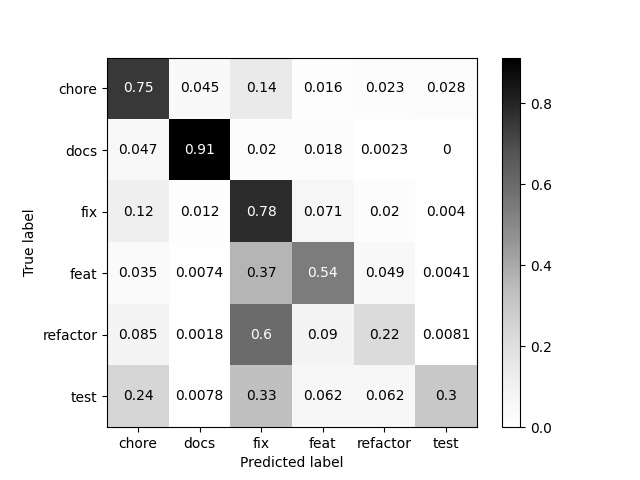 chore 0.75 0.045 0.14 0.016 0.023 0.028
docs 0.047 0.91 0.02 0.018 0.0023 0
fix 0.12 0.012 0.78 0.071 0.02 0.004
feat 0.035 0.0074 0.37 0.54 0.049 0.0041
refactor 0.085 0.0018 0.6 0.09 0.22 0.0081
test 0.24 0.0078 0.33 0.062 0.062 0.3
chore docs fix feat refactor test
Predicted label
True label
0.8
0.6
0.4
0.2
0.0